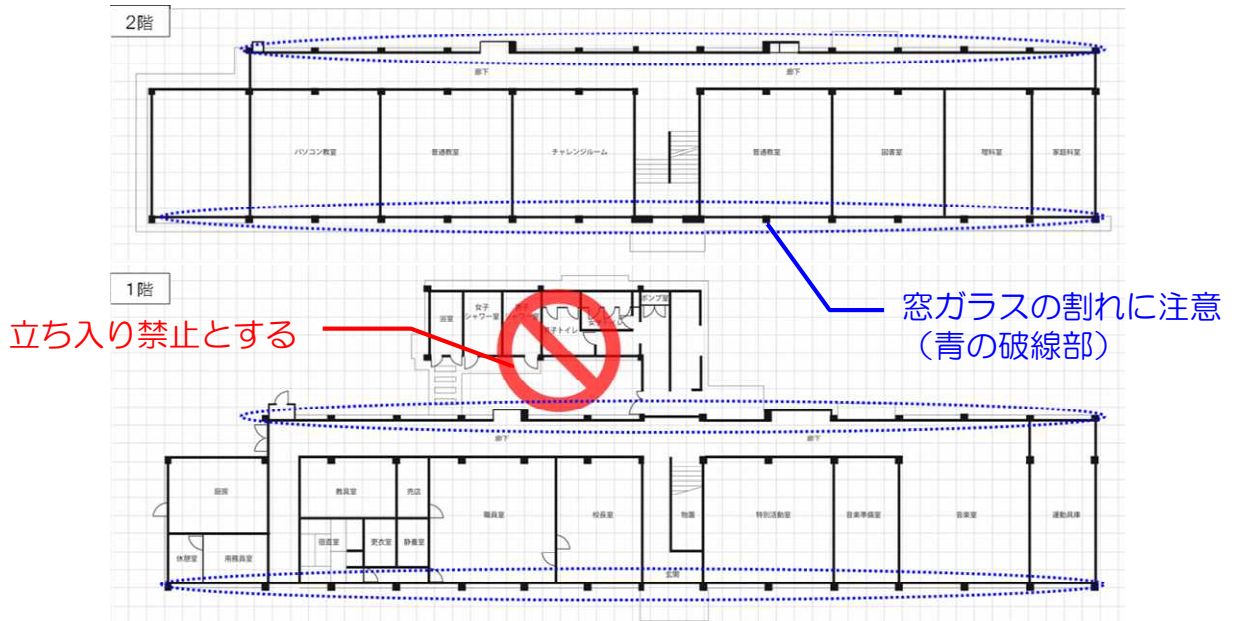 2階
廊下
廊下
パソコン教室
普通教室
チャレンジルーム
普通教室
図書室
理科室
家庭科室
1階
窓ガラスの割れに注意
(青の破線部)
立ち入り禁止とする
浴室
女子
シャワー室
ポンプ室
廊下
廊下
厨房
教具室
売店
職員室
校長室
物置
特別活動室
音楽準備室
音楽室
運動具庫
宿直室
更衣室
静養室
休憩室
用務員室
玄関